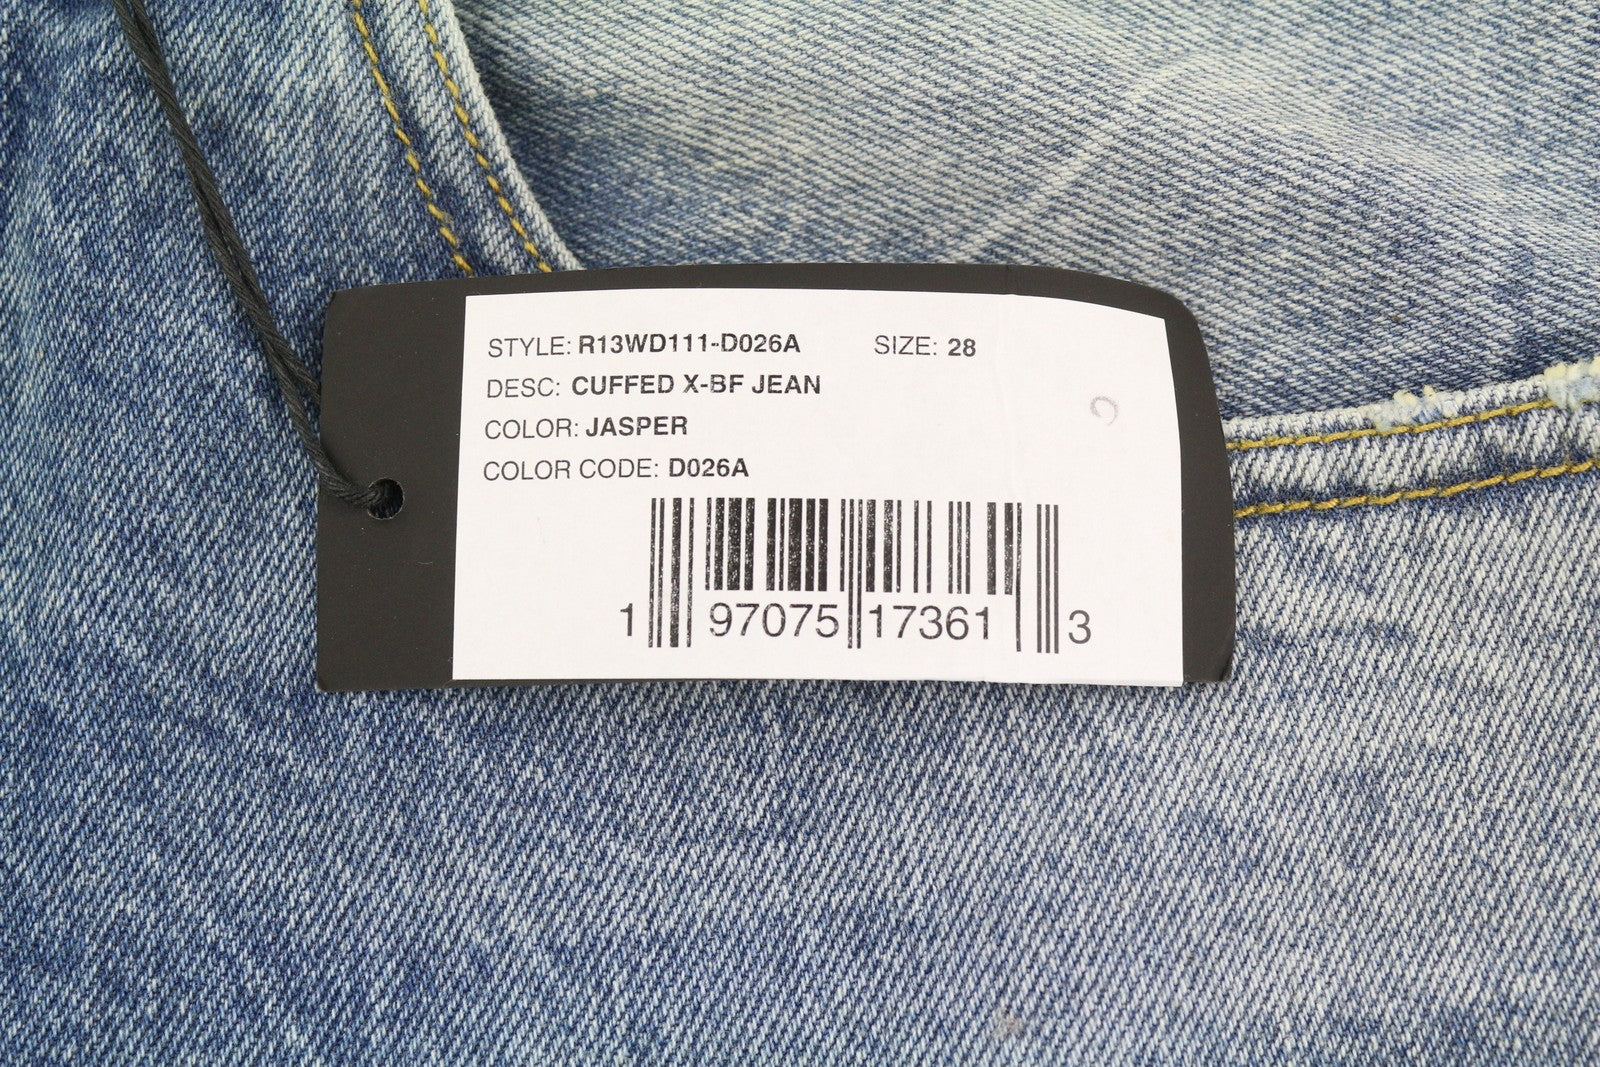 STYLE: R13WD111-D026A SIZE: 28
DESC: CUFFED X-BF JEAN
COLOR: JASPER
COLOR CODE: D026A
1 97075 17361 3